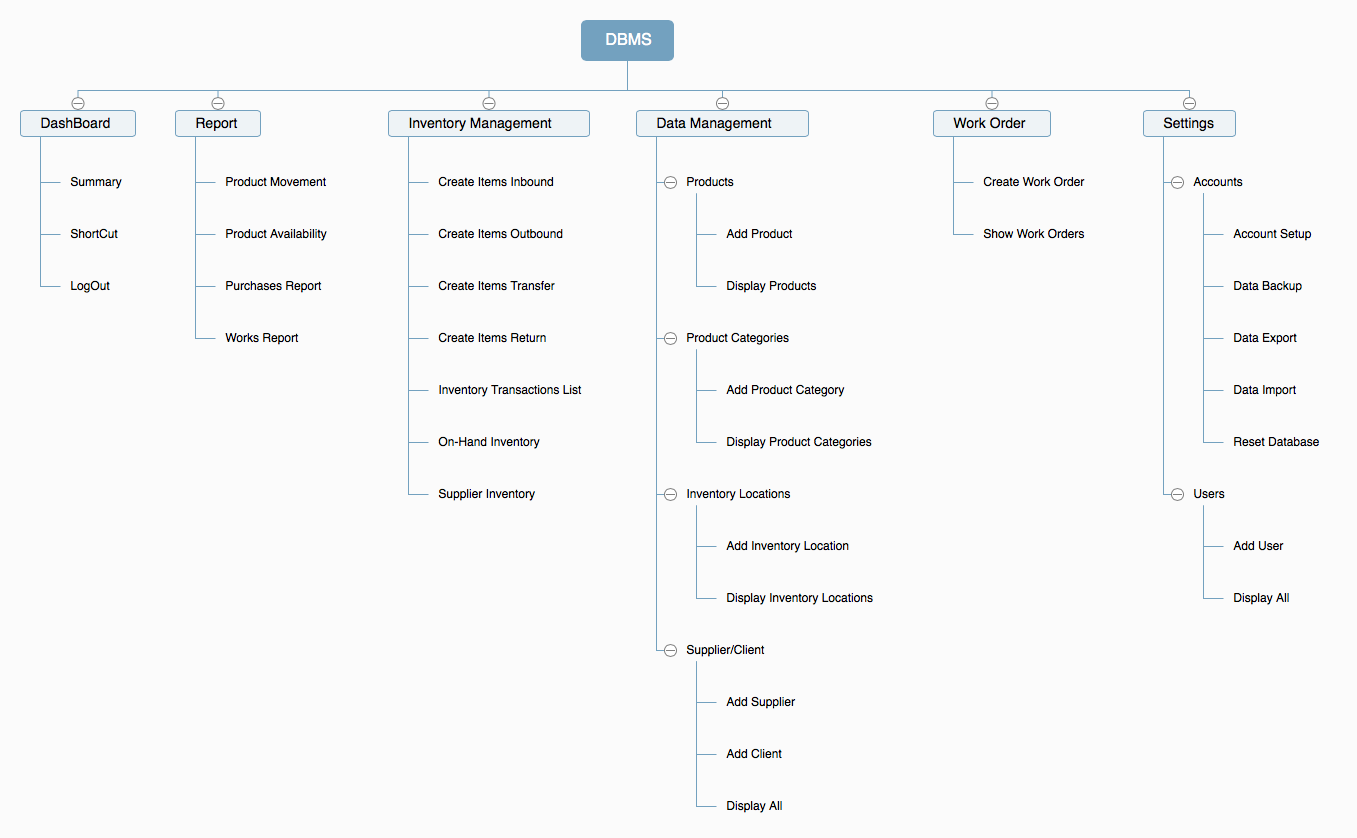 DBMS
DashBoard
Summary
ShortCut
LogOut
Report
Product Movement
Product Availability
Purchases Report
Works Report
Inventory Management
Create Items Inbound
Create Items Outbound
Create Items Transfer
Create Items Return
Inventory Transactions List
On-Hand Inventory
Supplier Inventory
Data Management
Products
Add Product
Display Products
Product Categories
Add Product Category
Display Product Categories
Inventory Locations
Add Inventory Location
Display Inventory Locations
Supplier/Client
Add Supplier
Add Client
Display All
Work Order
Create Work Order
Show Work Orders
Settings
Accounts
Account Setup
Data Backup
Data Export
Data Import
Reset Database
Users
Add User
Display All